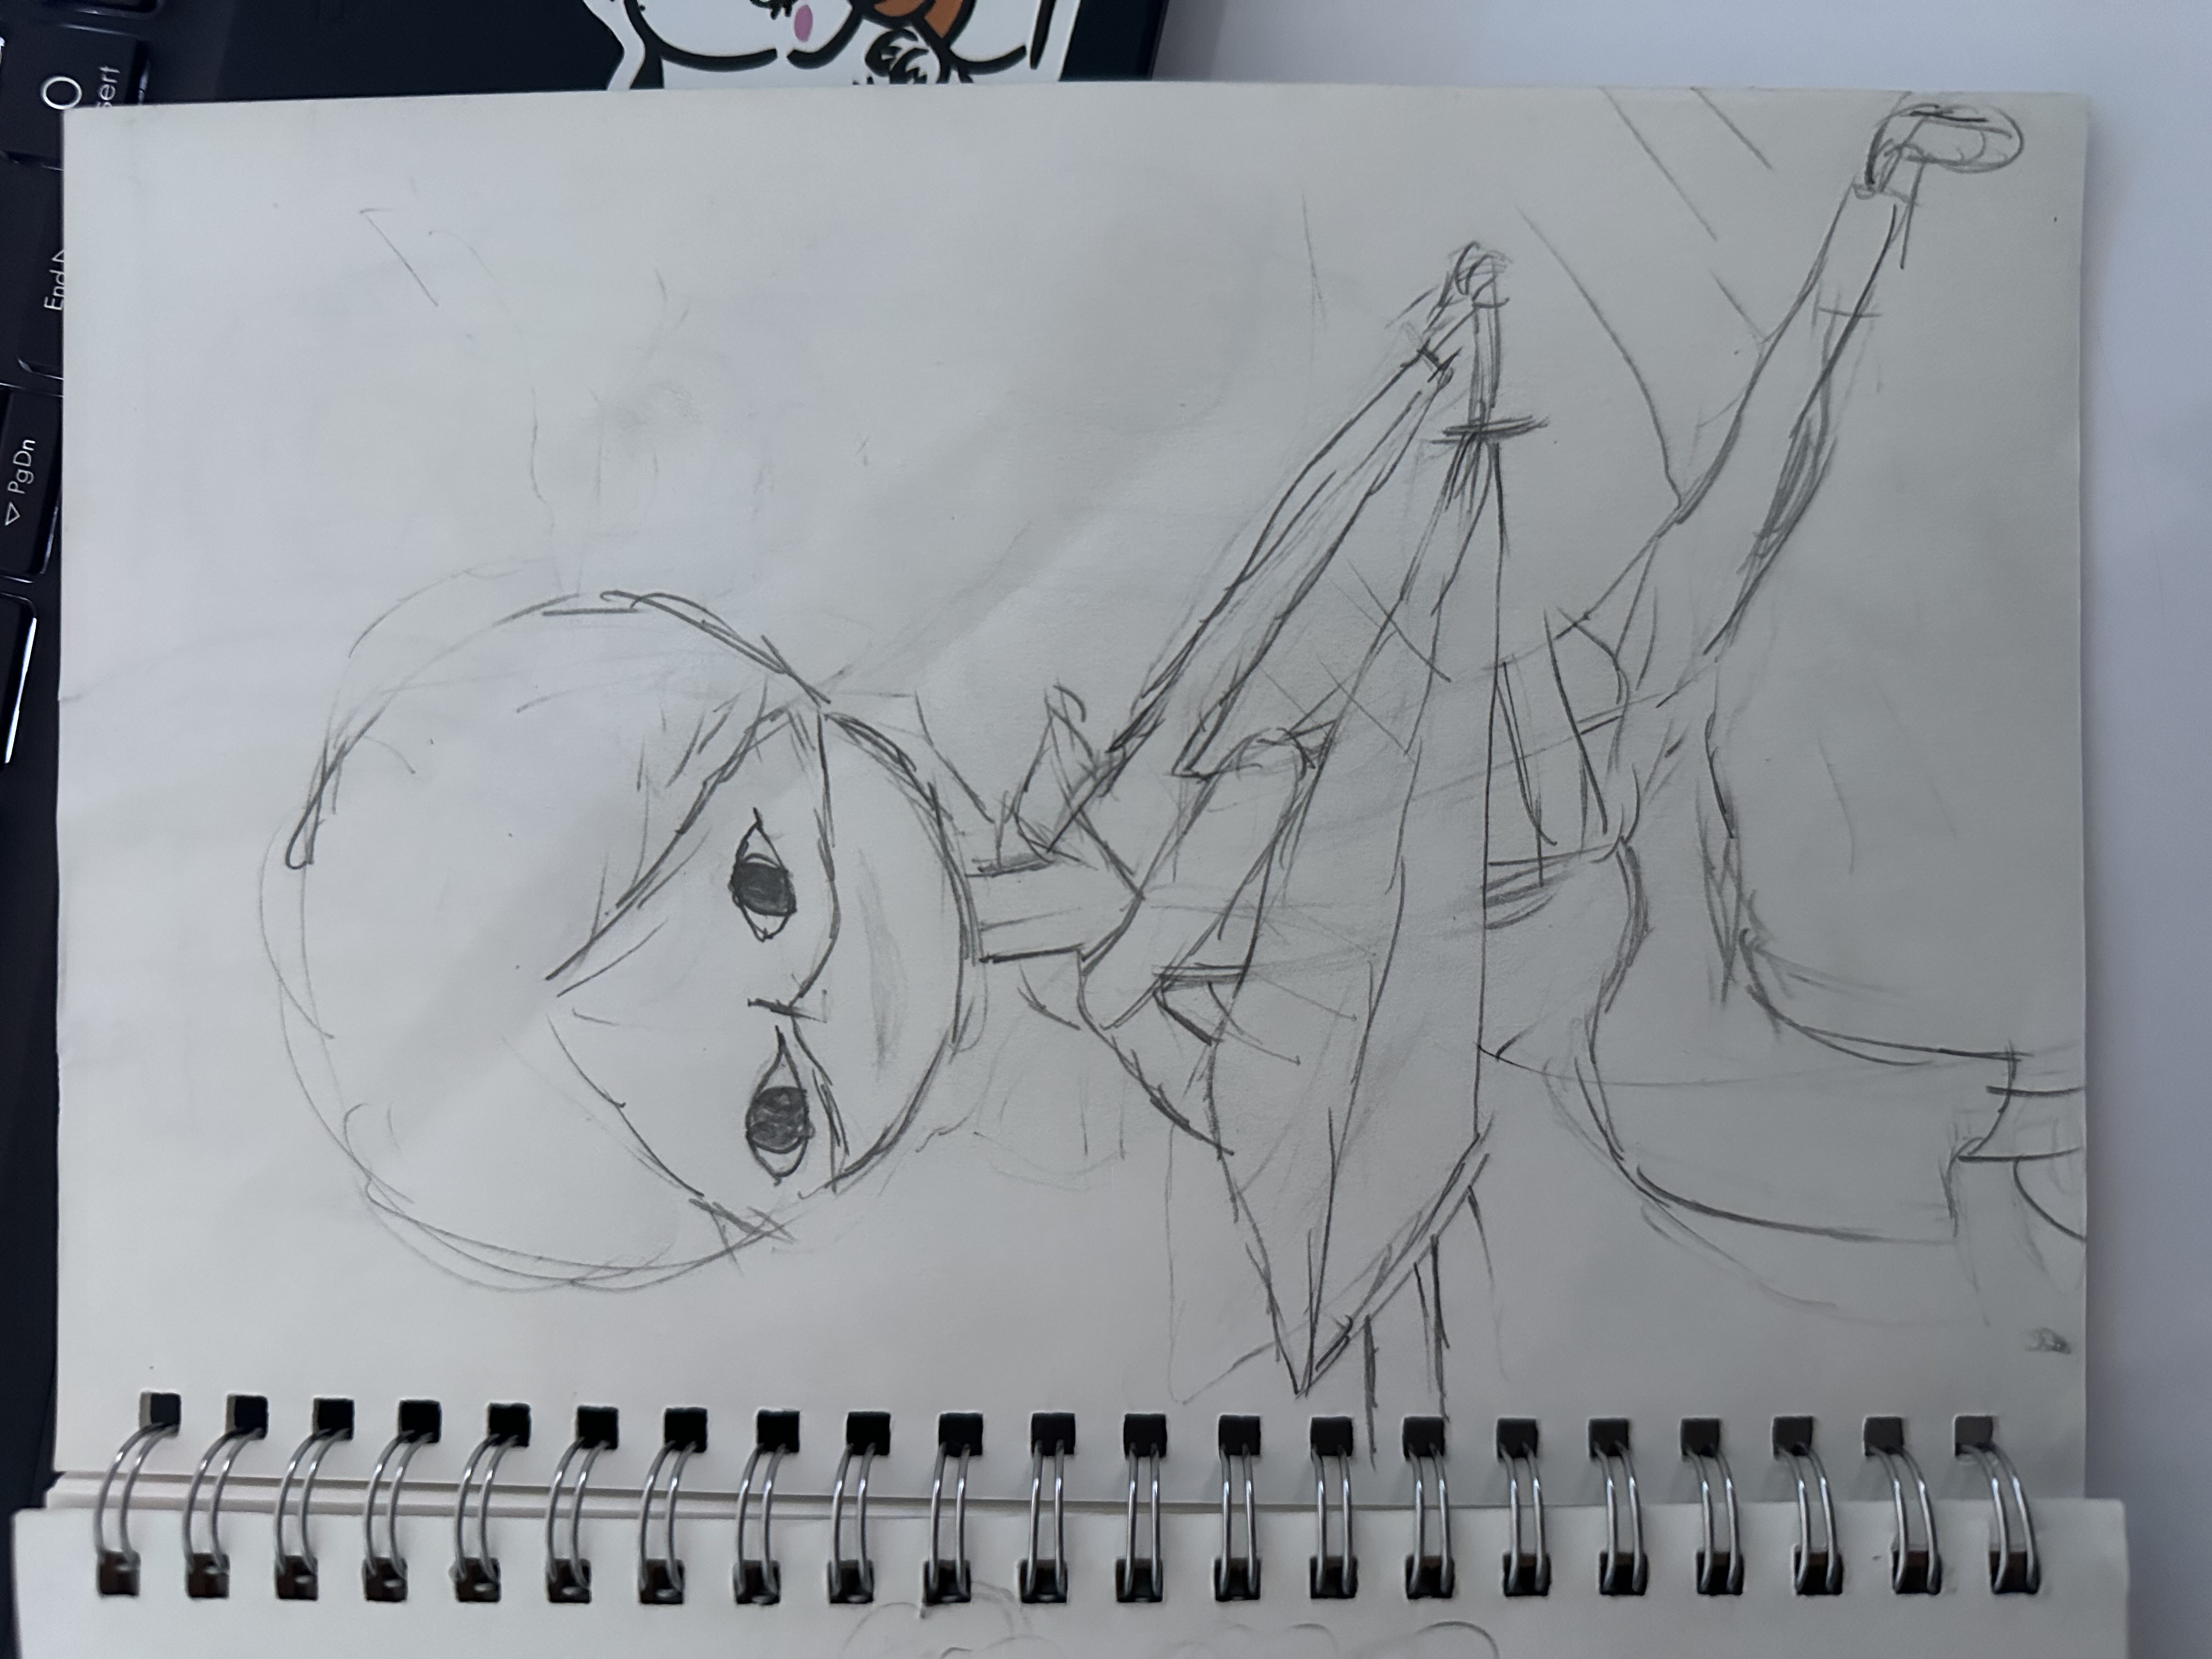 sert
End
▽ PgDn